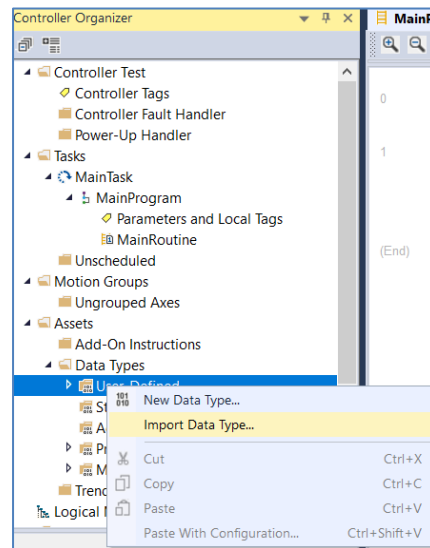 Controller Organizer
MainP
Controller Test
Controller Tags
Controller Fault Handler
Power-Up Handler
Tasks
MainTask
MainProgram
Parameters and Local Tags
MainRoutine
Unscheduled
Motion Groups
Ungrouped Axes
Assets
Add-On Instructions
Data Types
User-Defined
New Data Type...
Import Data Type...
Cut Ctrl+X
Copy Ctrl+C
Paste Ctrl+V
Paste With Configuration... Ctrl+Shift+V
St
A
Pr
M
Trend
Logical
0
1
(End)